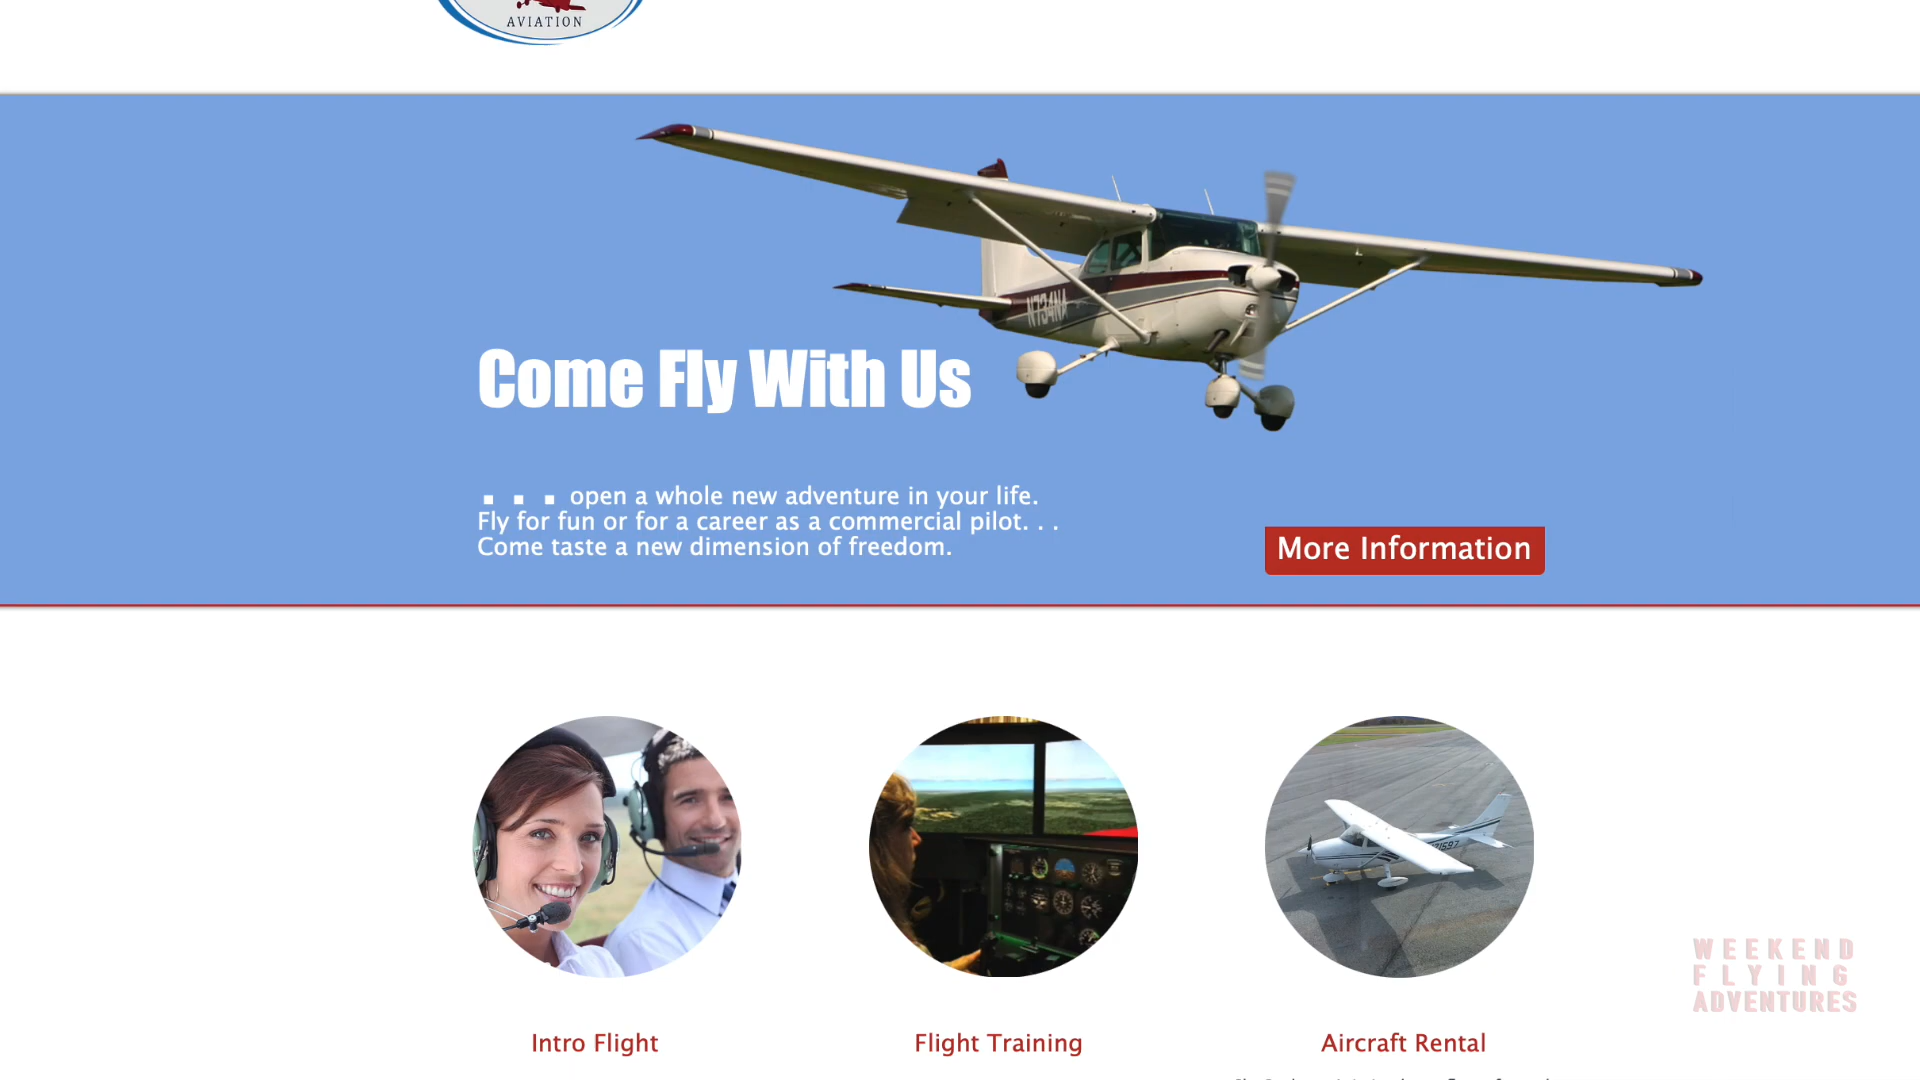 AVIATION
N734NA
Come Fly With Us
. . . open a whole new adventure in your life.
Fly for fun or for a career as a commercial pilot. . .
Come taste a new dimension of freedom.
More Information
WEEKEND
FLYING
ADVENTURES
Intro Flight
Flight Training
Aircraft Rental